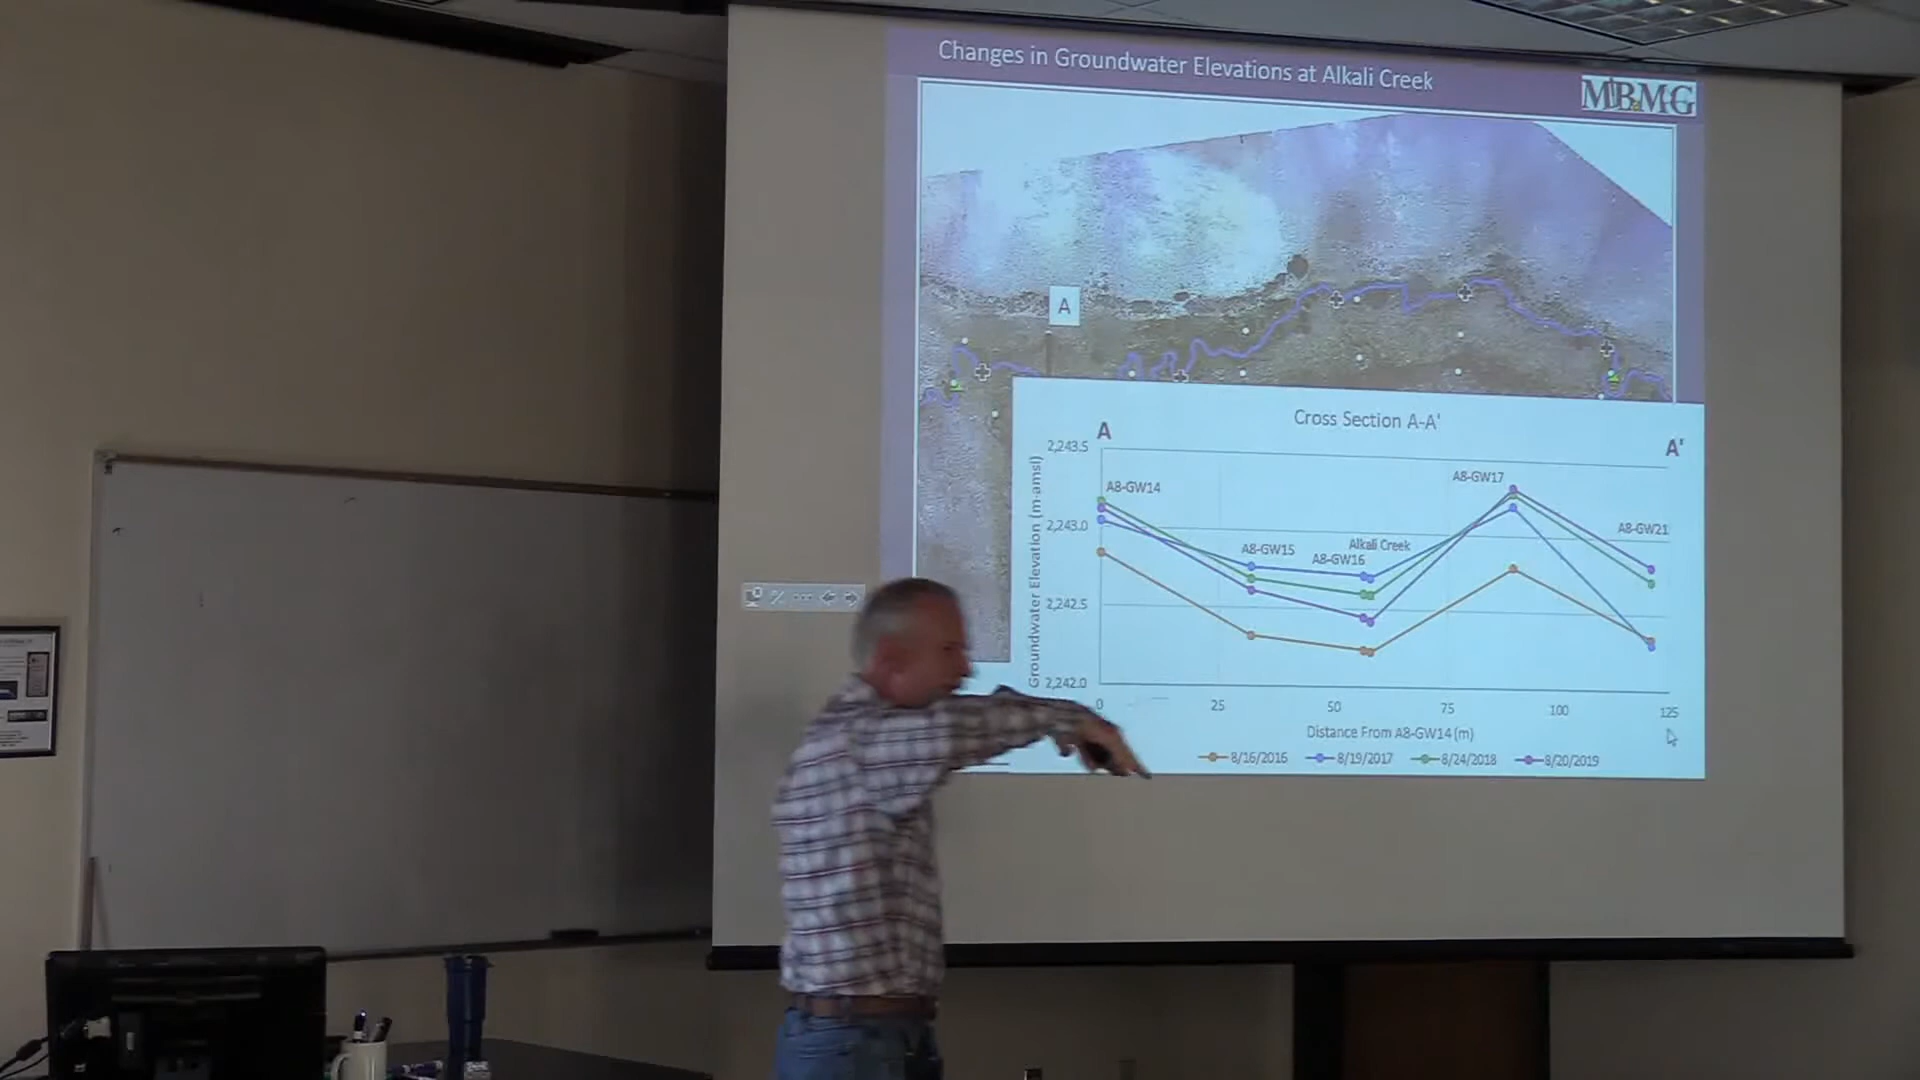 Changes in Groundwater Elevations at Alkali Creek
MBMG
A
Cross Section A-A'
A
A'
2,243.5
2,243.0
2,242.5
2,242.0
Groundwater Elevation (m-amsl)
A8-GW14
A8-GW15
A8-GW16
Alkali Creek
A8-GW17
A8-GW21
0
25
50
75
100
125
Distance From A8-GW14 (m)
8/16/2016
8/19/2017
8/24/2018
8/20/2019